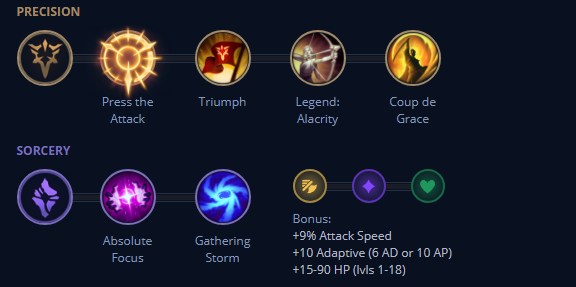 PRECISION
Press the
Attack
Triumph
Legend:
Alacrity
Coup de
Grace
SORCERY
Absolute
Focus
Gathering
Storm
Bonus:
+9% Attack Speed
+10 Adaptive (6 AD or 10 AP)
+15-90 HP (lvls 1-18)